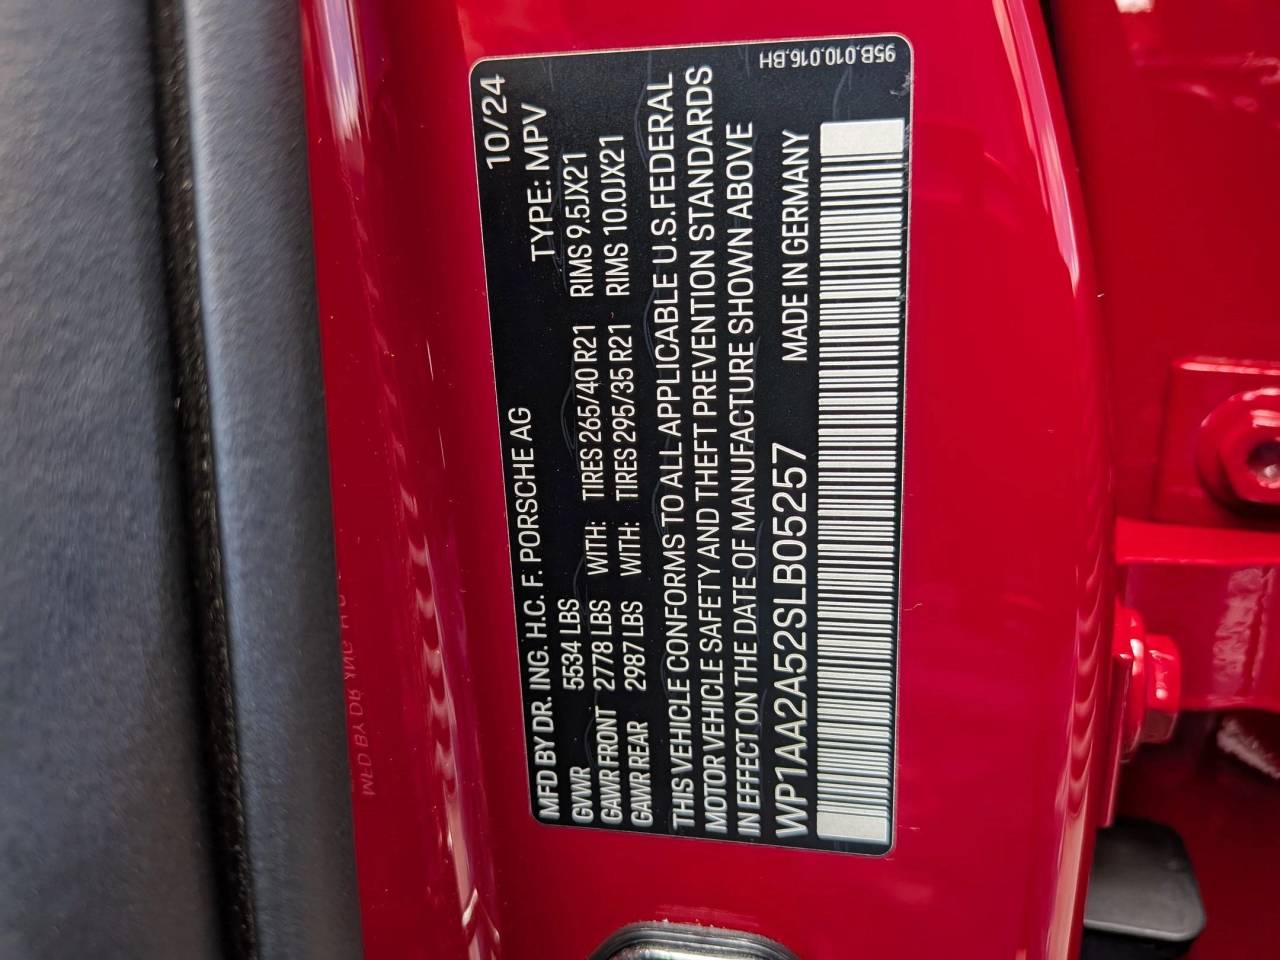 10/24
MFD BY DR. ING. H.C. F. PORSCHE AG TYPE: MPV
GVWR 5534 LBS WITH: TIRES 265/40 R21 RIMS 9.5JX21
GAWR FRONT 2778 LBS WITH: TIRES 295/35 R21 RIMS 10.0JX21
GAWR REAR 2987 LBS
THIS VEHICLE CONFORMS TO ALL APPLICABLE U.S. FEDERAL
MOTOR VEHICLE SAFETY AND THEFT PREVENTION STANDARDS
IN EFFECT ON THE DATE OF MANUFACTURE SHOWN ABOVE
WP1AA2A52SLB05257 MADE IN GERMANY
95B.010.016.BH